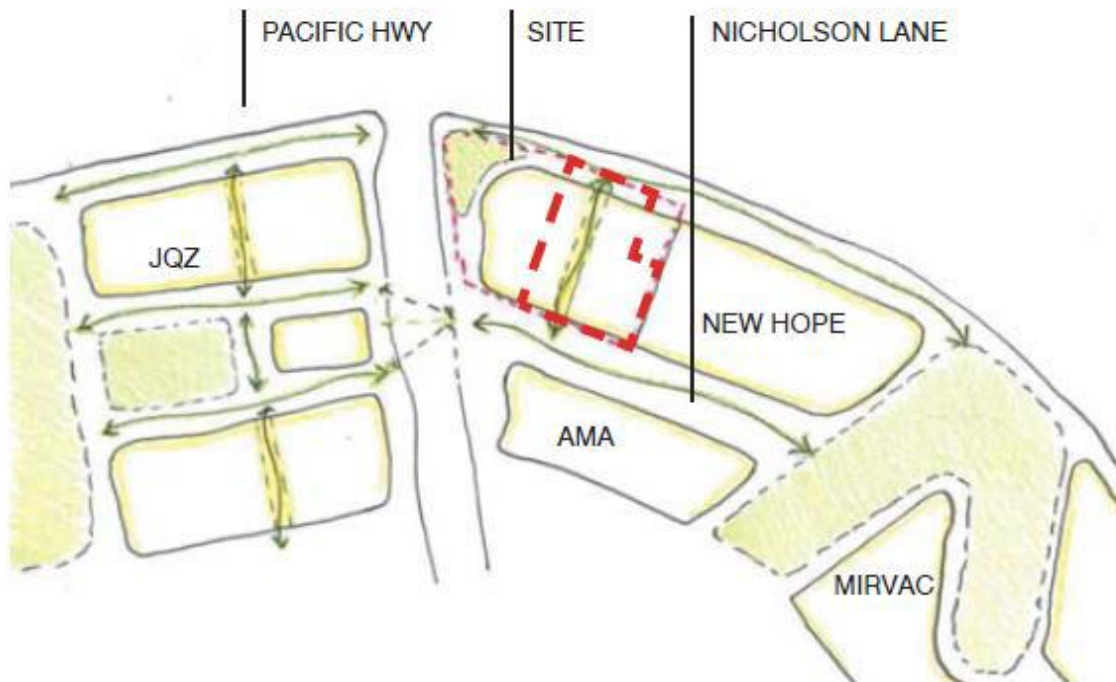 PACIFIC HWY
SITE
NICHOLSON LANE
JQZ
NEW HOPE
AMA
MIRVAC